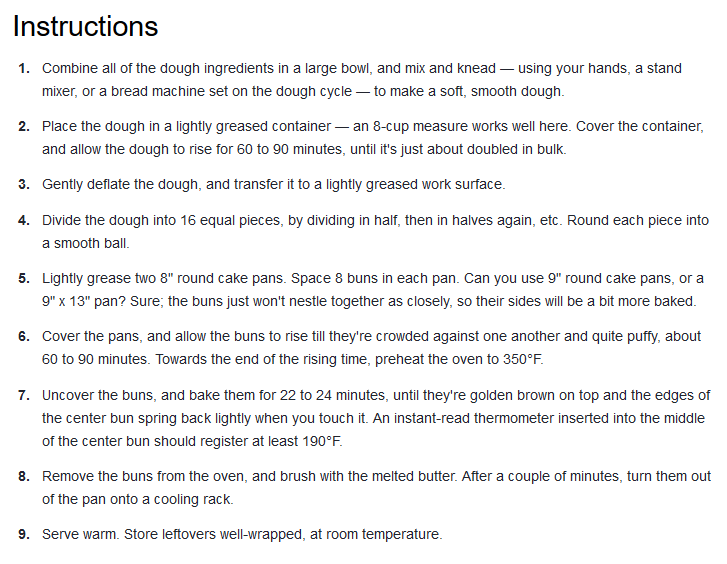 Instructions
1. Combine all of the dough ingredients in a large bowl, and mix and knead — using your hands, a stand
mixer, or a bread machine set on the dough cycle — to make a soft, smooth dough.
2. Place the dough in a lightly greased container — an 8-cup measure works well here. Cover the container,
and allow the dough to rise for 60 to 90 minutes, until it's just about doubled in bulk.
3. Gently deflate the dough, and transfer it to a lightly greased work surface.
4. Divide the dough into 16 equal pieces, by dividing in half, then in halves again, etc. Round each piece into
a smooth ball.
5. Lightly grease two 8" round cake pans. Space 8 buns in each pan. Can you use 9" round cake pans, or a
9" x 13" pan? Sure; the buns just won't nestle together as closely, so their sides will be a bit more baked.
6. Cover the pans, and allow the buns to rise till they're crowded against one another and quite puffy, about
60 to 90 minutes. Towards the end of the rising time, preheat the oven to 350°F.
7. Uncover the buns, and bake them for 22 to 24 minutes, until they're golden brown on top and the edges of
the center bun spring back lightly when you touch it. An instant-read thermometer inserted into the middle
of the center bun should register at least 190°F.
8. Remove the buns from the oven, and brush with the melted butter. After a couple of minutes, turn them out
of the pan onto a cooling rack.
9. Serve warm. Store leftovers well-wrapped, at room temperature.